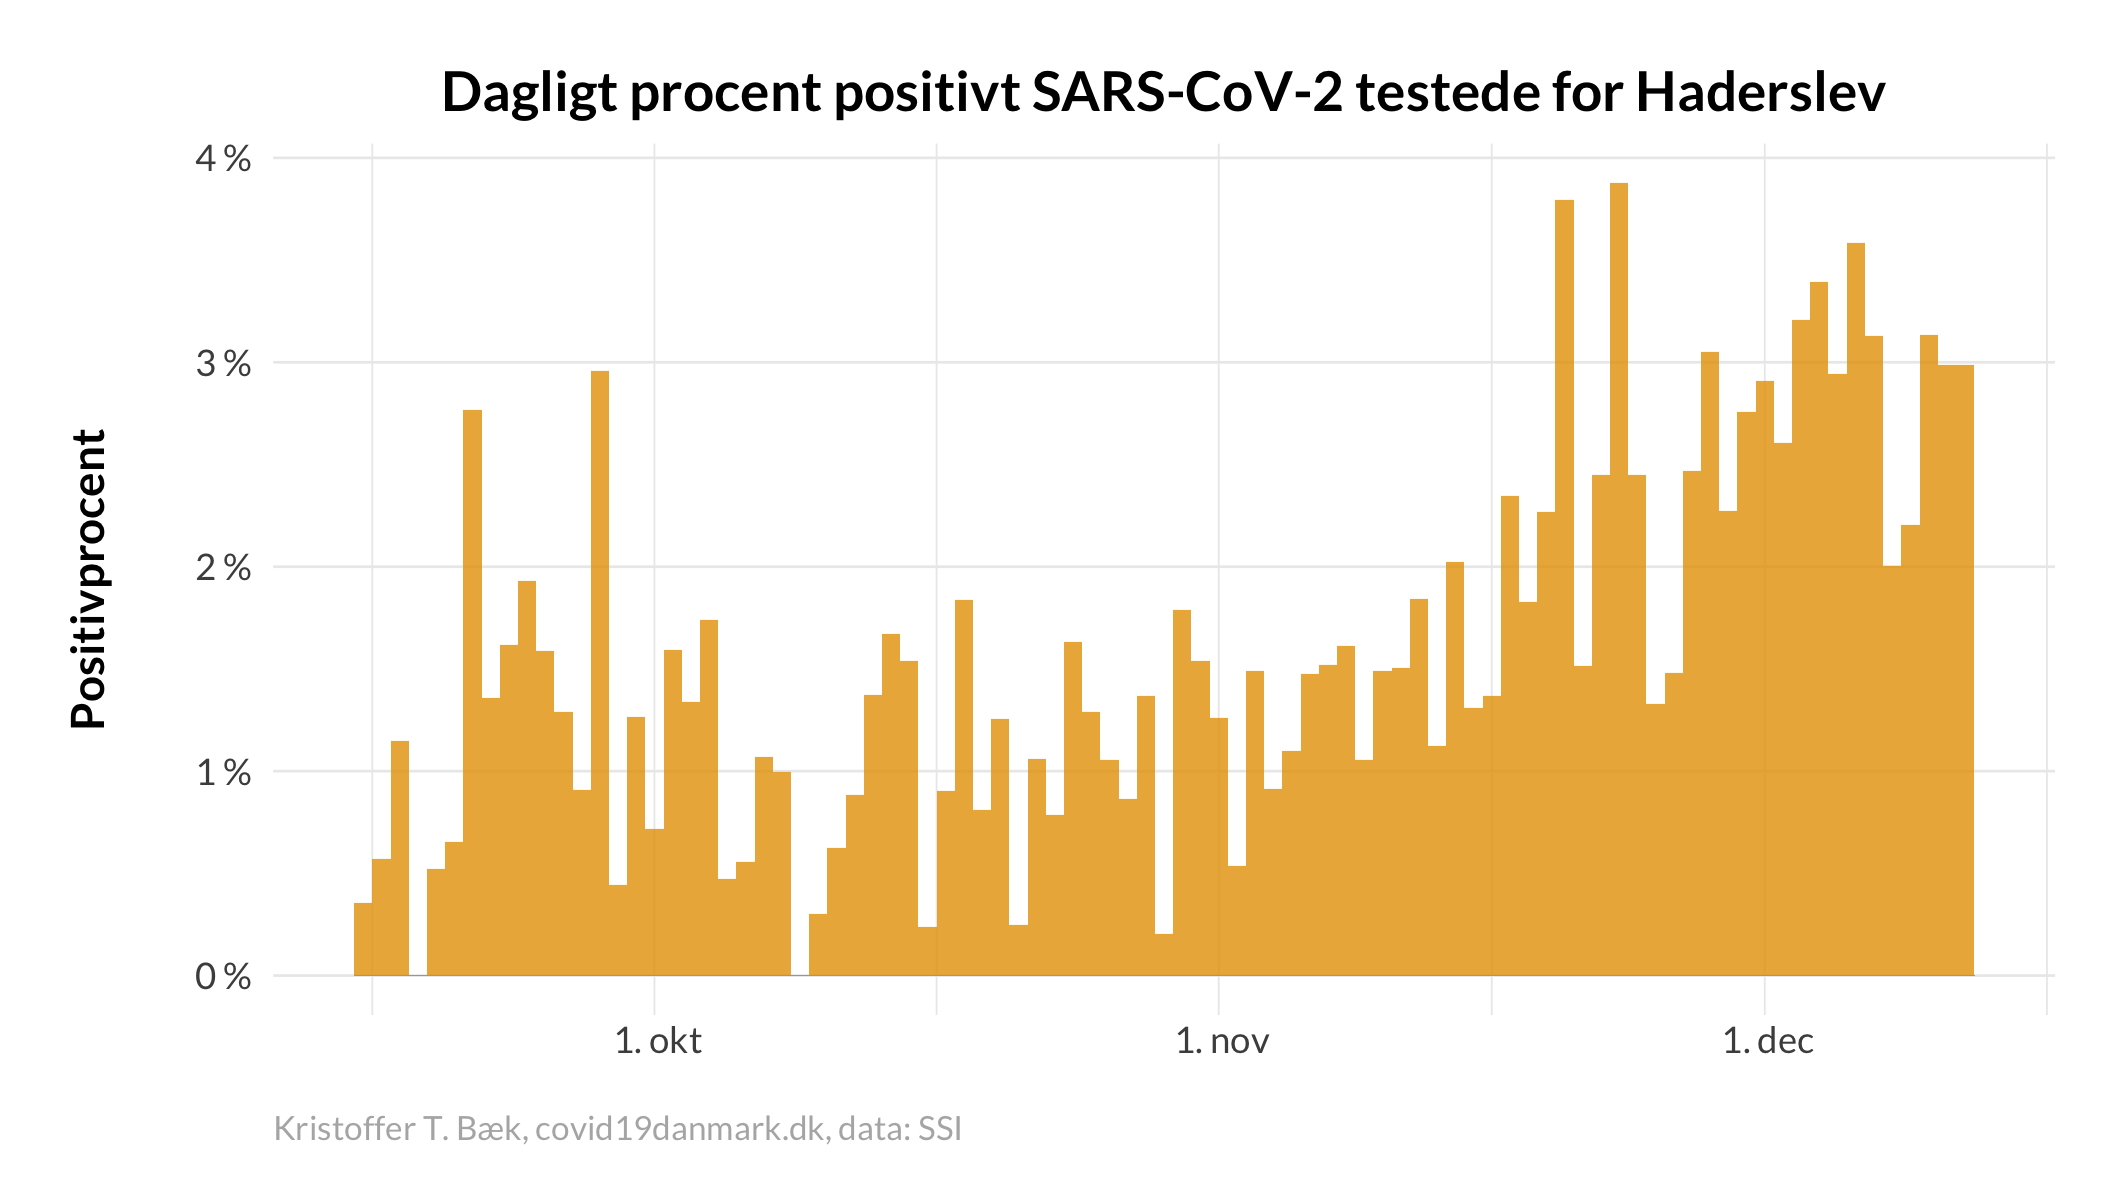 Dagligt procent positivt SARS-CoV-2 testede for Haderslev
Positivprocent
4 %
3 %
2 %
1 %
0 %
1. okt
1. nov
1. dec
Kristoffer T. Bæk, covid19danmark.dk, data: SSI